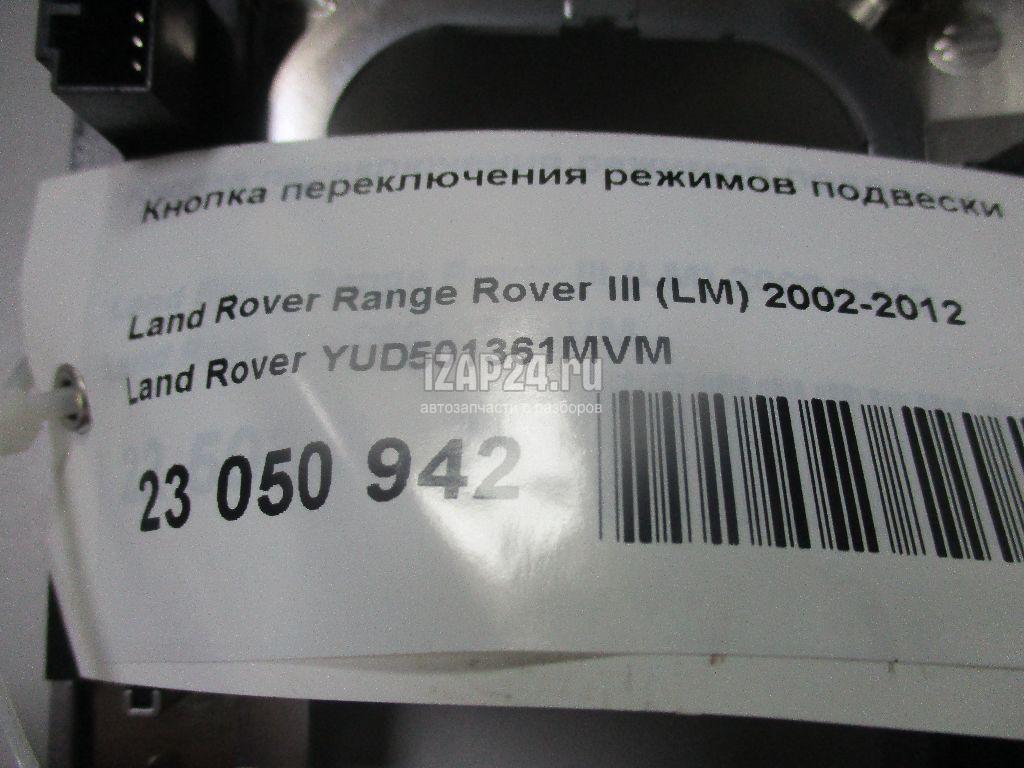 Кнопка переключения режимов подвески
Land Rover Range Rover III (LM) 2002-2012
Land Rover YUD501361MVM
IZAP24.ru
автозапчасти с разборов
23 050 942